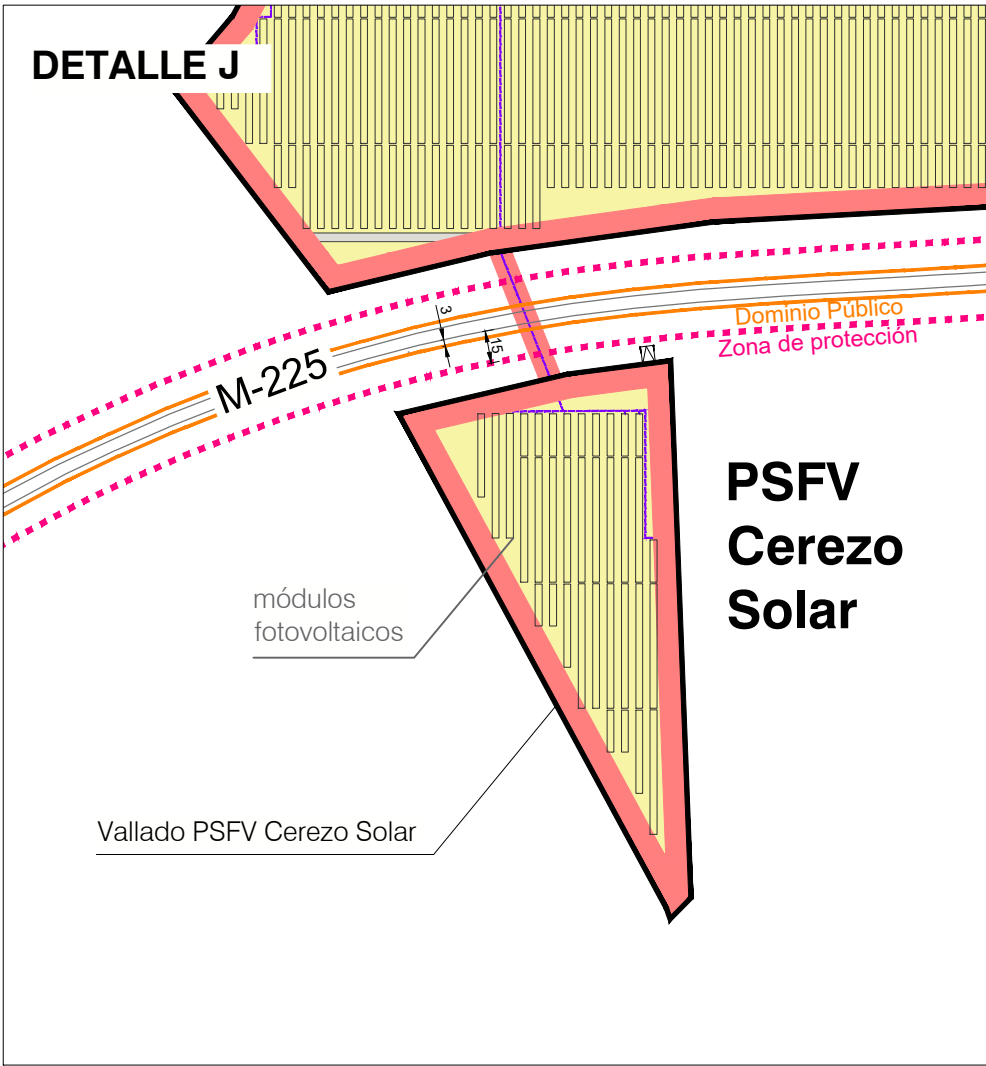 DETALLE J
3
15
Dominio Público
Zona de protección
M-225
PSFV
Cerezo
Solar
módulos
fotovoltaicos
Vallado PSFV Cerezo Solar